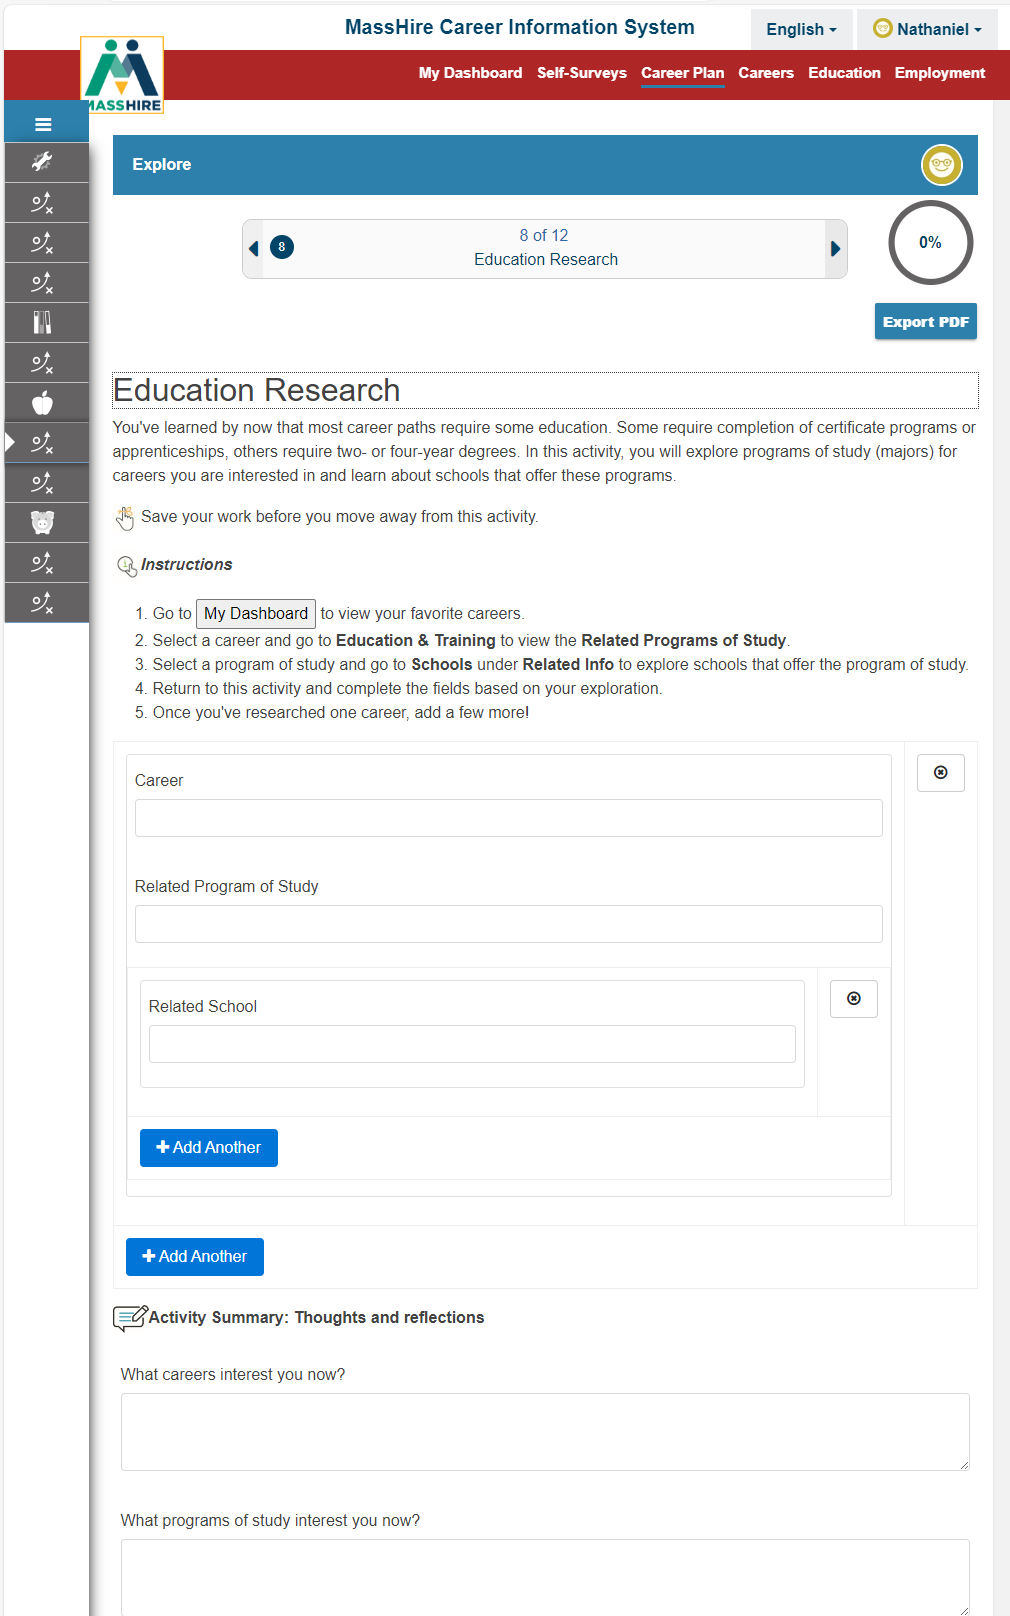 MassHire Career Information System
English
Nathaniel
MASSHIRE
My Dashboard Self-Surveys Career Plan Careers Education Employment
Explore
8
8 of 12
Education Research
0%
Export PDF
Education Research
You've learned by now that most career paths require some education. Some require completion of certificate programs or
apprenticeships, others require two- or four-year degrees. In this activity, you will explore programs of study (majors) for
careers you are interested in and learn about schools that offer these programs.
Save your work before you move away from this activity.
Instructions
1. Go to My Dashboard to view your favorite careers.
2. Select a career and go to Education & Training to view the Related Programs of Study.
3. Select a program of study and go to Schools under Related Info to explore schools that offer the program of study.
4. Return to this activity and complete the fields based on your exploration.
5. Once you've researched one career, add a few more!
Career
Related Program of Study
Related School
Add Another
Add Another
Activity Summary: Thoughts and reflections
What careers interest you now?
What programs of study interest you now?